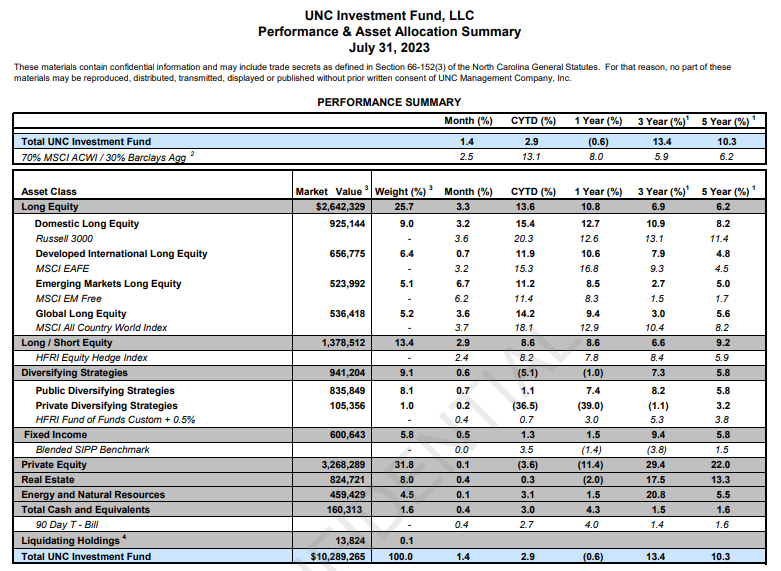 UNC Investment Fund, LLC
Performance & Asset Allocation Summary
July 31, 2023
These materials contain confidential information and may include trade secrets as defined in Section 66-152(3) of the North Carolina General Statutes. For that reason, no part of these
materials may be reproduced, distributed, transmitted, displayed or published without prior written consent of UNC Management Company, Inc.
PERFORMANCE SUMMARY
Month (%) CYTD (%) 1 Year (%) 3 Year (%)¹ 5 Year (%) ¹
Total UNC Investment Fund 1.4 2.9 (0.6) 13.4 10.3
70% MSCI ACWI / 30% Barclays Agg ² 2.5 13.1 8.0 5.9 6.2
Asset Class Market Value ³ Weight (%) ³ Month (%) CYTD (%) 1 Year (%) 3 Year (%)¹ 5 Year (%) ¹
Long Equity $2,642,329 25.7 3.3 13.6 10.8 6.9 6.2
Domestic Long Equity 925,144 9.0 3.2 15.4 12.7 10.9 8.2
Russell 3000 - 3.6 20.3 12.6 13.1 11.4
Developed International Long Equity 656,775 6.4 0.7 11.9 10.6 7.9 4.8
MSCI EAFE - 3.2 15.3 16.8 9.3 4.5
Emerging Markets Long Equity 523,992 5.1 6.7 11.2 8.5 2.7 5.0
MSCI EM Free - 6.2 11.4 8.3 1.5 1.7
Global Long Equity 536,418 5.2 3.6 14.2 9.4 3.0 5.6
MSCI All Country World Index - 3.7 18.1 12.9 10.4 8.2
Long / Short Equity 1,378,512 13.4 2.9 8.6 8.6 6.6 9.2
HFRI Equity Hedge Index - 2.4 8.2 7.8 8.4 5.9
Diversifying Strategies 941,204 9.1 0.6 (5.1) (1.0) 7.3 5.8
Public Diversifying Strategies 835,849 8.1 0.7 1.1 7.4 8.2 5.8
Private Diversifying Strategies 105,356 1.0 0.2 (36.5) (39.0) (1.1) 3.2
HFRI Fund of Funds Custom + 0.5% - 0.4 0.7 3.0 5.3 3.8
Fixed Income 600,643 5.8 0.5 1.3 1.5 9.4 5.8
Blended SIPP Benchmark - 0.0 3.5 (1.4) (3.8) 1.5
Private Equity 3,268,289 31.8 0.1 (3.6) (11.4) 29.4 22.0
Real Estate 824,721 8.0 0.4 0.3 (2.0) 17.5 13.3
Energy and Natural Resources 459,429 4.5 0.1 3.1 1.5 20.8 5.5
Total Cash and Equivalents 160,313 1.6 0.4 3.0 4.3 1.5 1.6
90 Day T - Bill - 0.4 2.7 4.0 1.4 1.6
Liquidating Holdings ⁴ 13,824 0.1
Total UNC Investment Fund $10,289,265 100.0 1.4 2.9 (0.6) 13.4 10.3